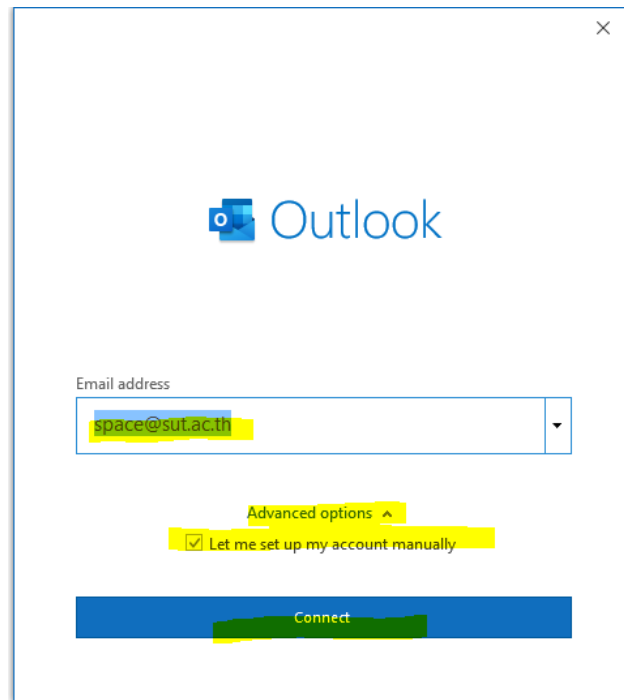 Outlook
Email address
space@sut.ac.th
Advanced options
Let me set up my account manually
Connect